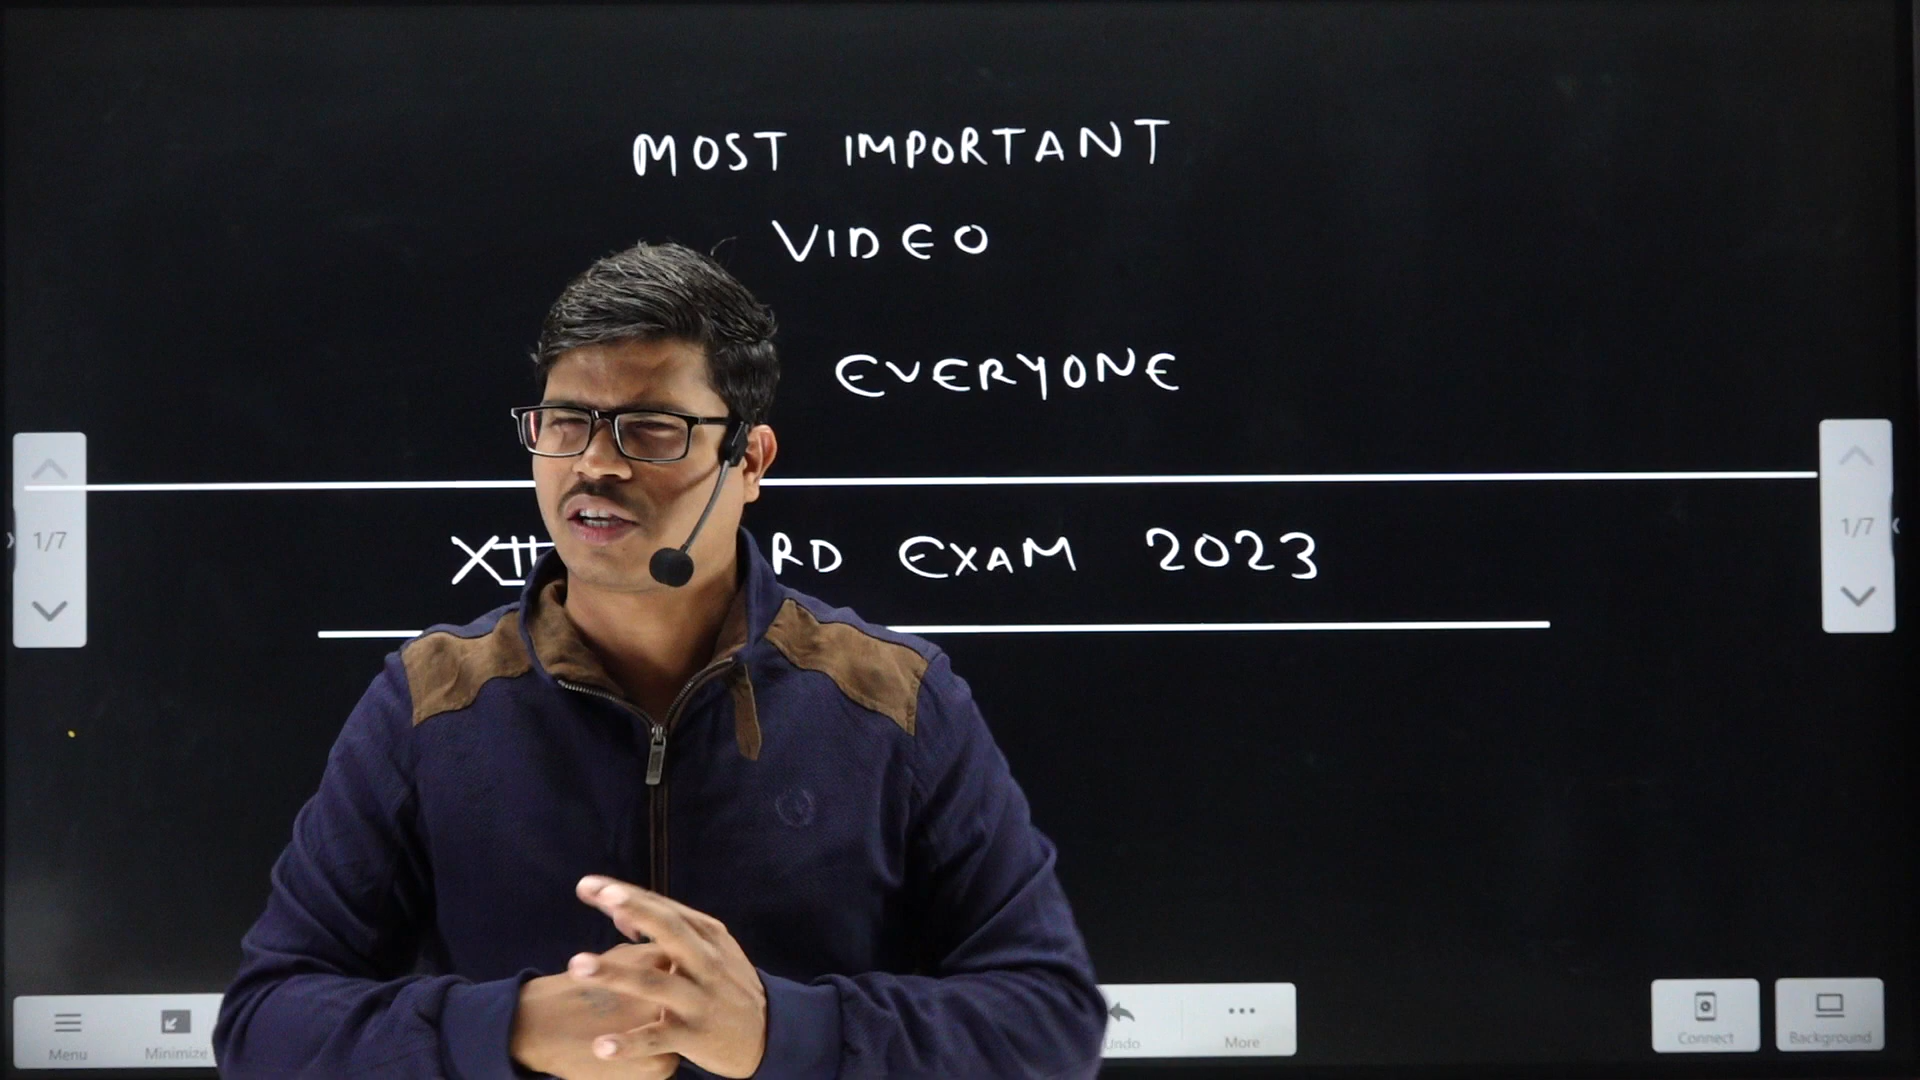 MOST IMPORTANT
VIDEO
EVERYONE
RD EXAM 2023
1/7
1/7
Menu
Minimize
Undo
More
Connect
Background